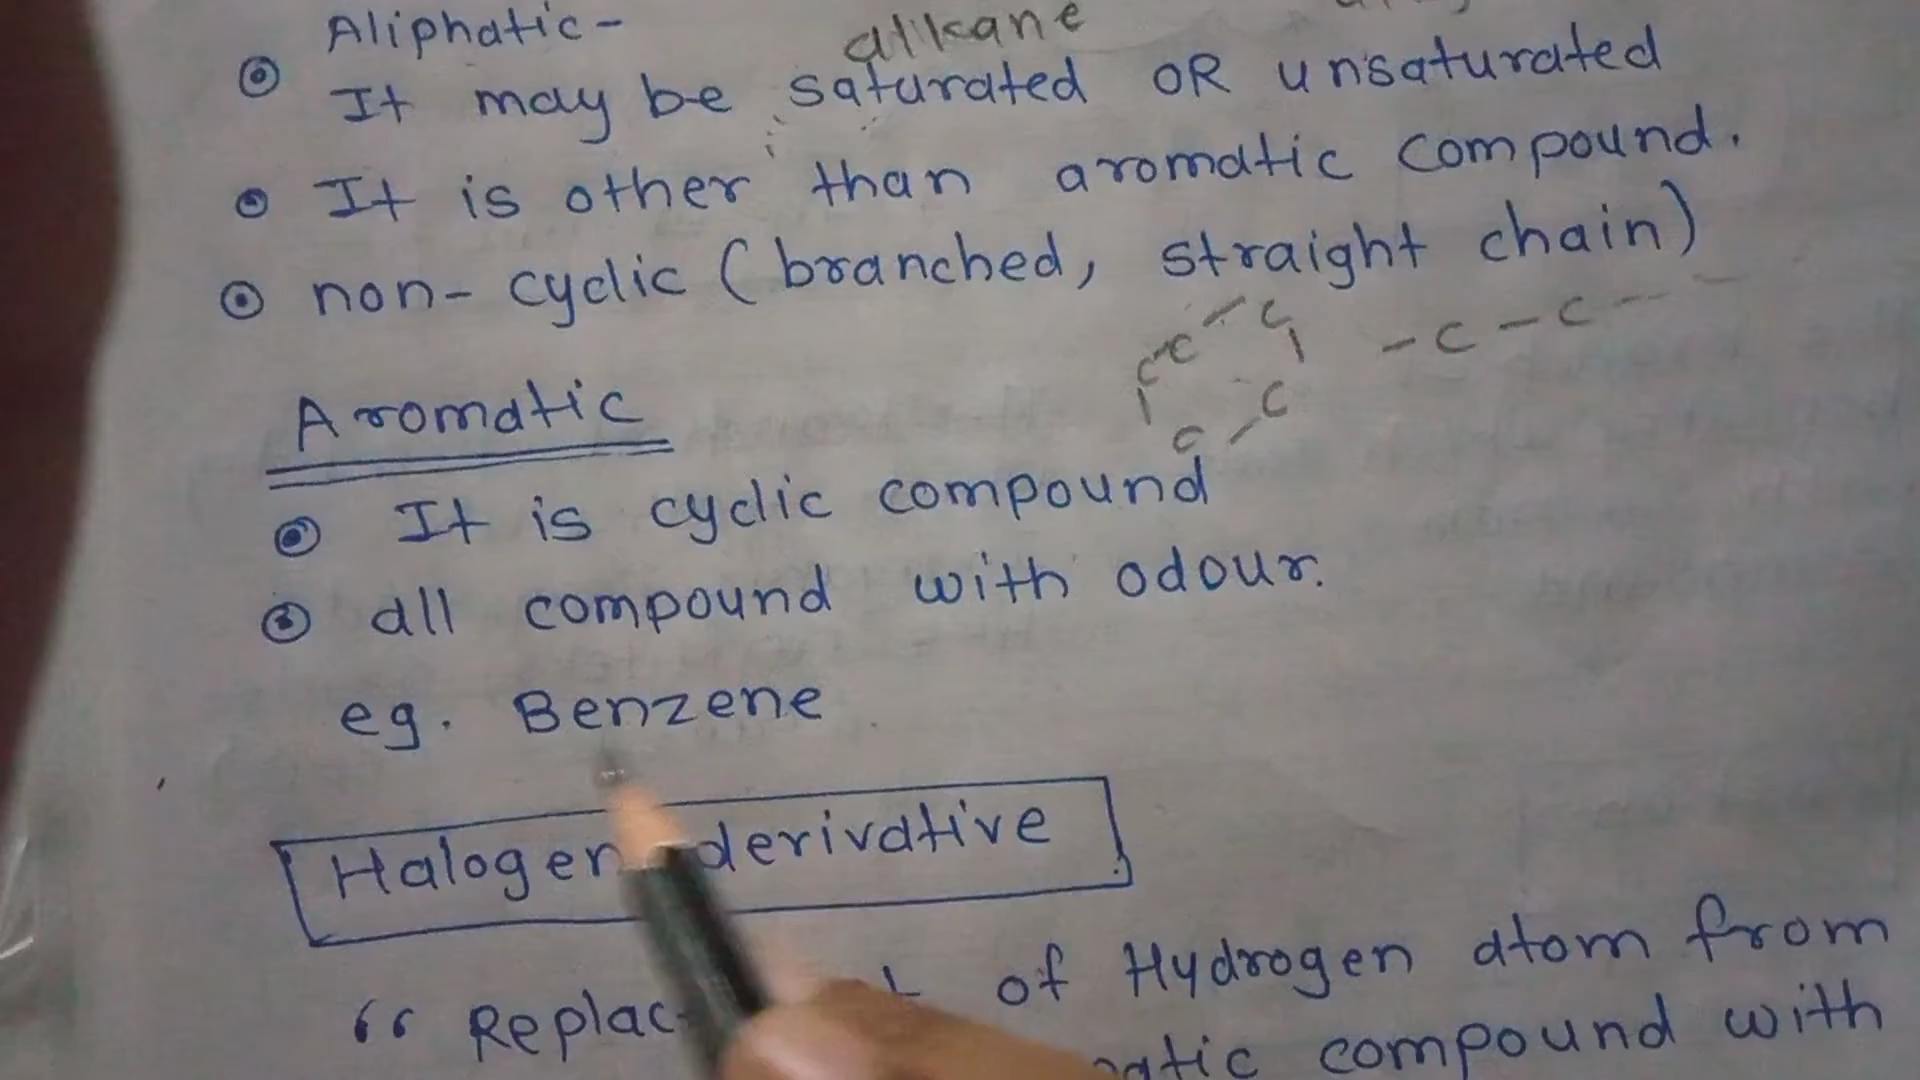 Aliphatic-
alkane
It may be saturated OR unsaturated
It is other than aromatic compound.
non-cyclic (branched, straight chain)
C - C
C C - C - C - -
C C
C
Aromatic
It is cyclic compound
all compound with odour.
eg. Benzene
Halogen derivative
“ Replac of Hydrogen atom from
compound with